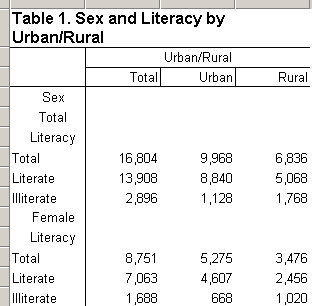 Table 1. Sex and Literacy by
Urban/Rural
Urban/Rural
Total Urban Rural
Sex
Total
Literacy
Total 16,804 9,968 6,836
Literate 13,908 8,840 5,068
Illiterate 2,896 1,128 1,768
Female
Literacy
Total 8,751 5,275 3,476
Literate 7,063 4,607 2,456
Illiterate 1,688 668 1,020